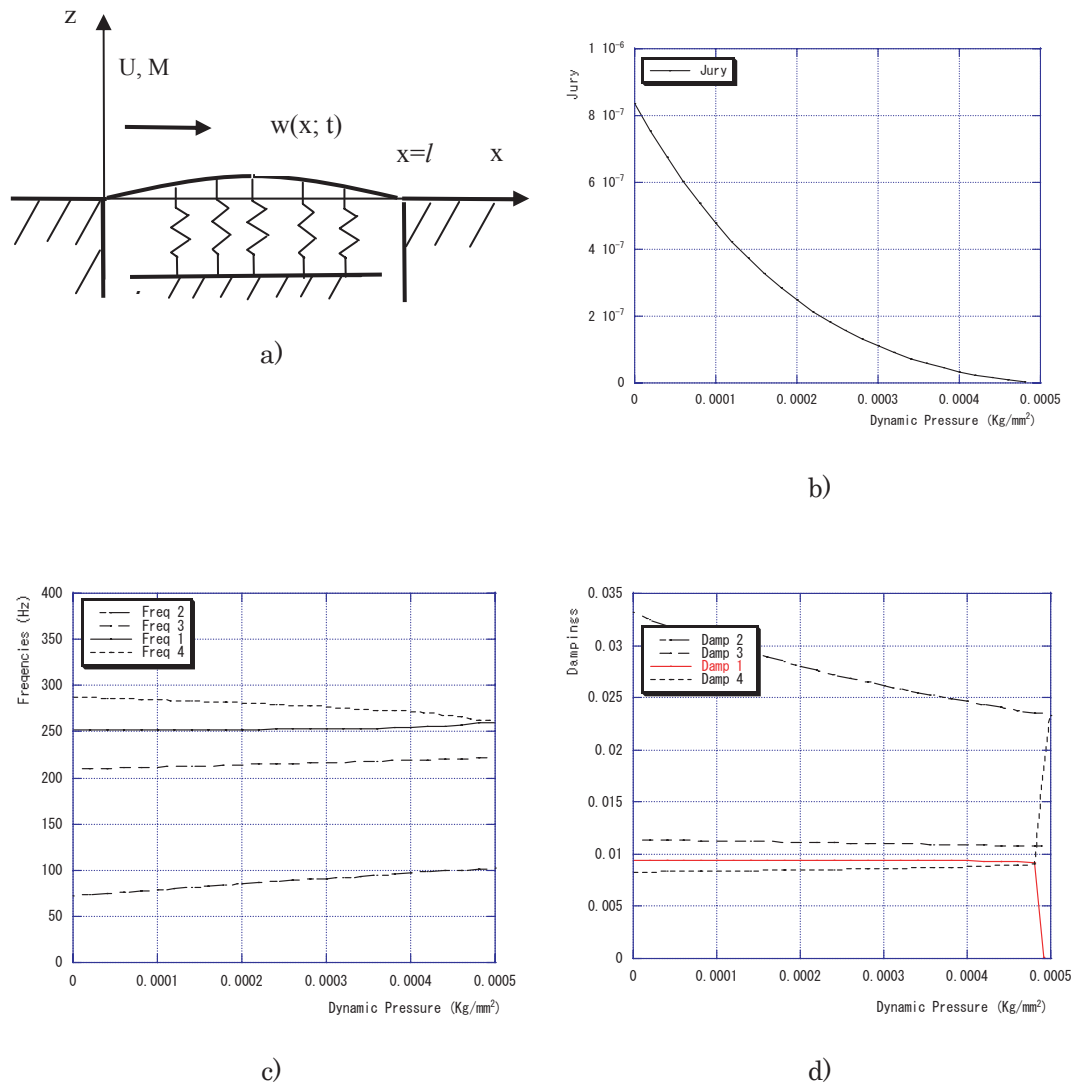 z
U, M
w(x; t)
x=l
x
a)
Jury
1 10-6
8 10-7
6 10-7
4 10-7
2 10-7
0
Jury
0
0.0001
0.0002
0.0003
0.0004
0.0005
Dynamic Pressure (Kg/mm2)
b)
Freqencies (Hz)
400
350
300
250
200
150
100
50
0
Freq 2
Freq 3
Freq 1
Freq 4
0
0.0001
0.0002
0.0003
0.0004
0.0005
Dynamic Pressure (Kg/mm2)
c)
Dampings
0.035
0.03
0.025
0.02
0.015
0.01
0.005
0
Damp 2
Damp 3
Damp 1
Damp 4
0
0.0001
0.0002
0.0003
0.0004
0.0005
Dynamic Pressure (Kg/mm2)
d)